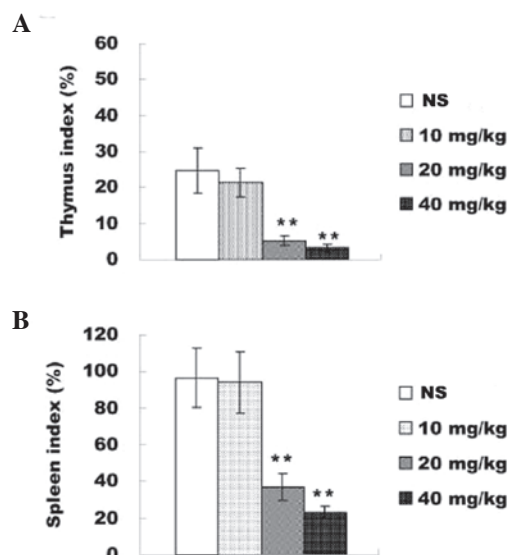 A
Thymus index (%)
60
50
40
30
20
10
0
**
**
NS
10 mg/kg
20 mg/kg
40 mg/kg
B
Spleen index (%)
120
100
80
60
40
20
0
**
**
NS
10 mg/kg
20 mg/kg
40 mg/kg